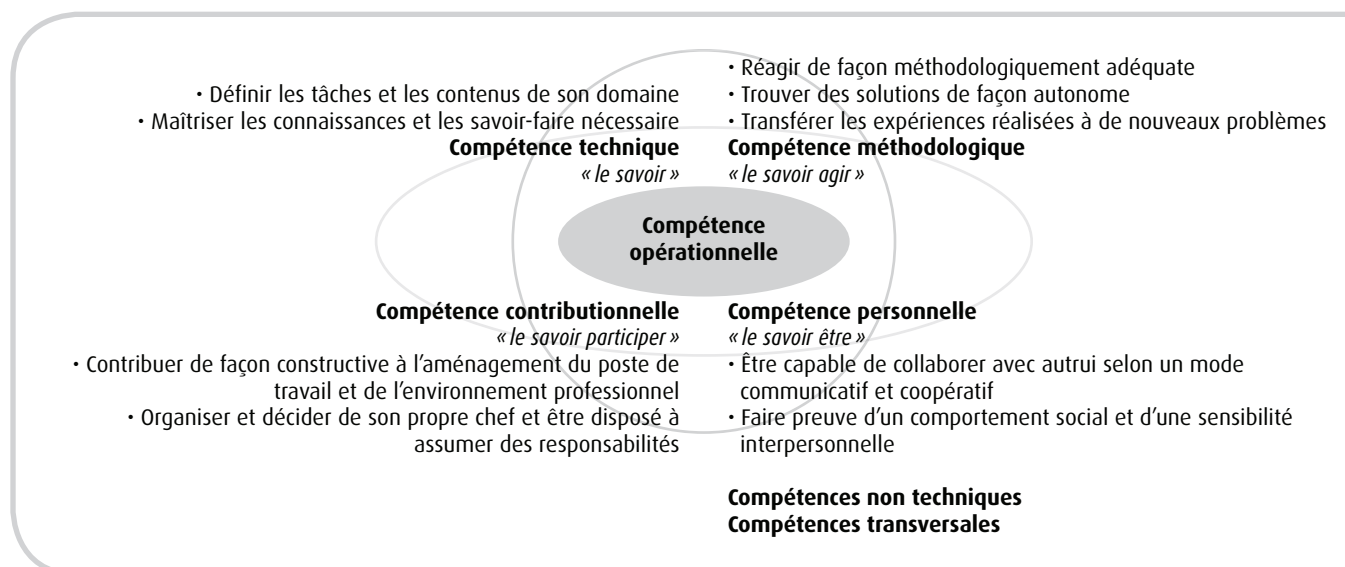 • Définir les tâches et les contenus de son domaine
• Maîtriser les connaissances et les savoir-faire nécessaire
Compétence technique
« le savoir »
• Réagir de façon méthodologiquement adéquate
• Trouver des solutions de façon autonome
• Transférer les expériences réalisées à de nouveaux problèmes
Compétence méthodologique
« le savoir agir »
Compétence
opérationnelle
Compétence contributionnelle
« le savoir participer »
• Contribuer de façon constructive à l’aménagement du poste de
travail et de l’environnement professionnel
• Organiser et décider de son propre chef et être disposé à
assumer des responsabilités
Compétence personnelle
« le savoir être »
• Être capable de collaborer avec autrui selon un mode
communicatif et coopératif
• Faire preuve d’un comportement social et d’une sensibilité
interpersonnelle
Compétences non techniques
Compétences transversales